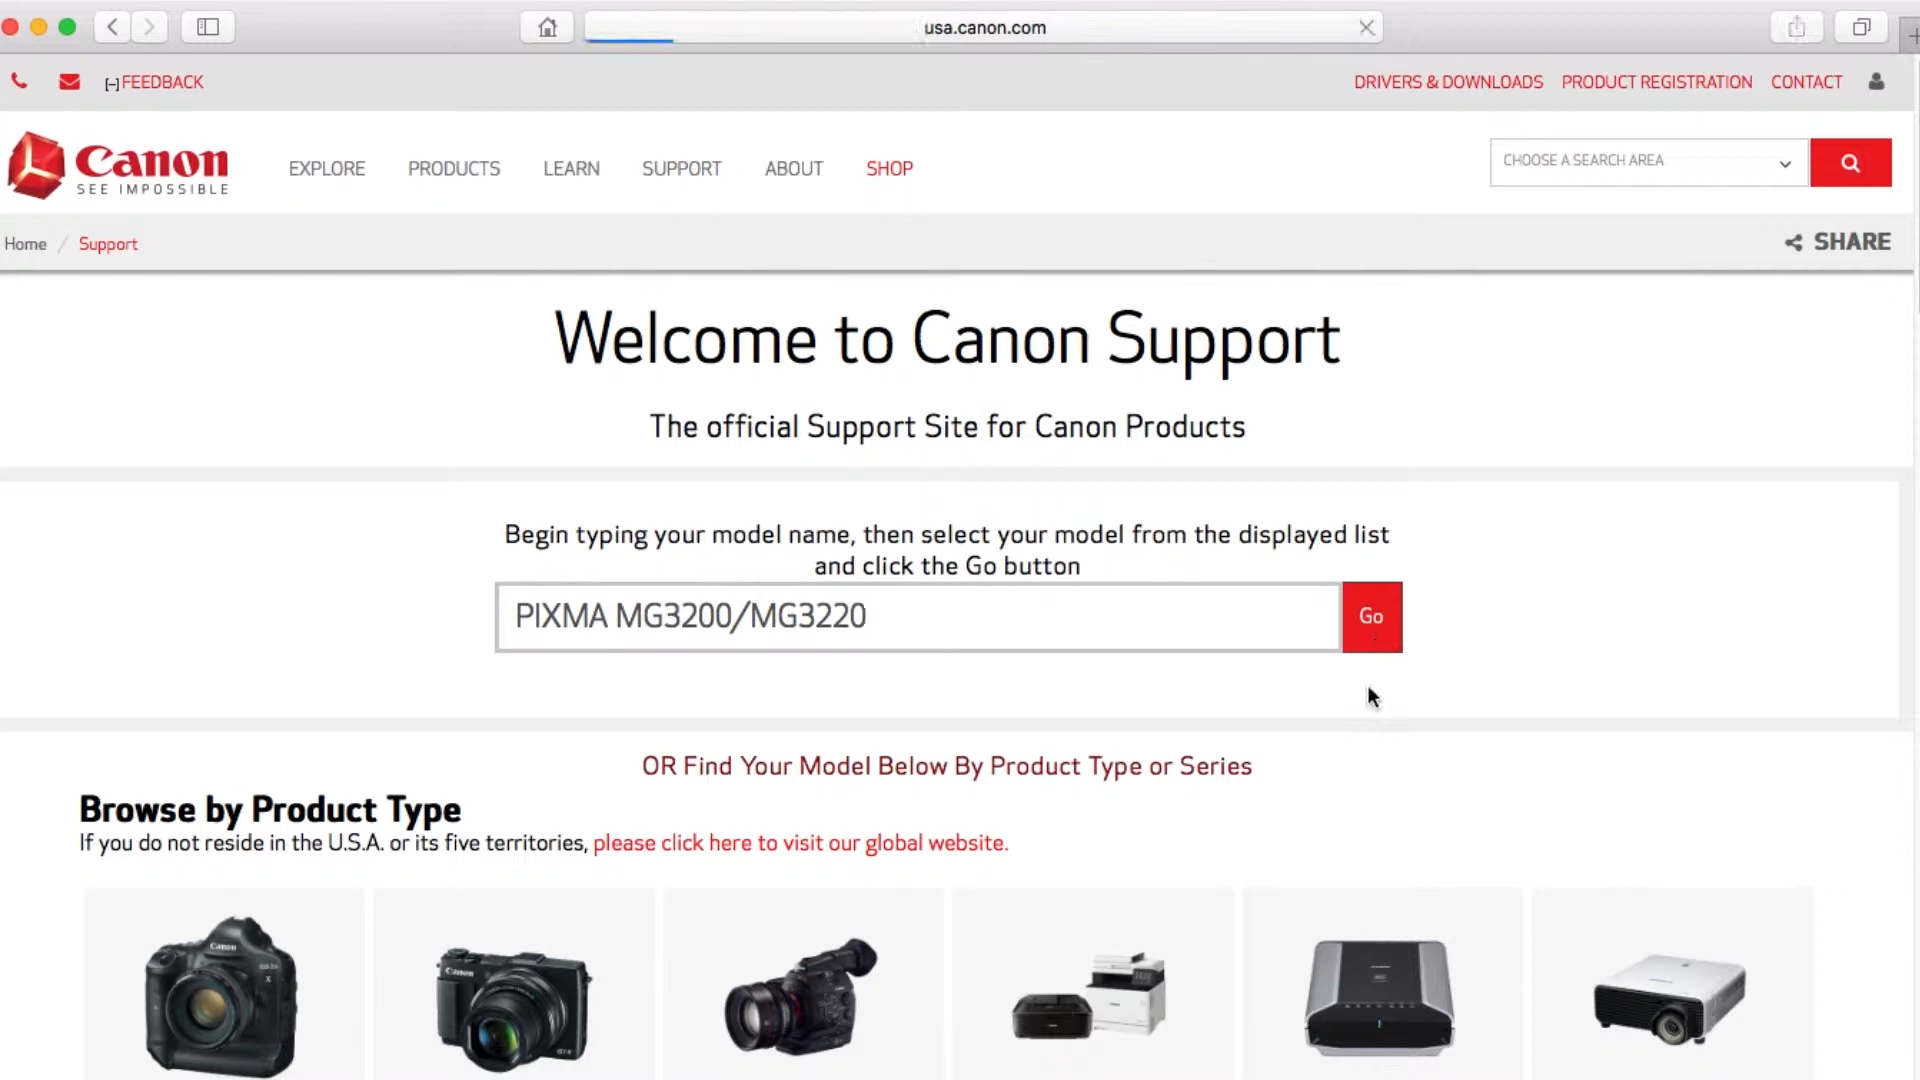 usa.canon.com
[–] FEEDBACK
DRIVERS & DOWNLOADS
PRODUCT REGISTRATION
CONTACT
Canon
SEE IMPOSSIBLE
EXPLORE
PRODUCTS
LEARN
SUPPORT
ABOUT
SHOP
CHOOSE A SEARCH AREA
Home / Support
SHARE
Welcome to Canon Support
The official Support Site for Canon Products
Begin typing your model name, then select your model from the displayed list
and click the Go button
PIXMA MG3200/MG3220
Go
OR Find Your Model Below By Product Type or Series
Browse by Product Type
If you do not reside in the U.S.A. or its five territories, please click here to visit our global website.
Canon
Canon